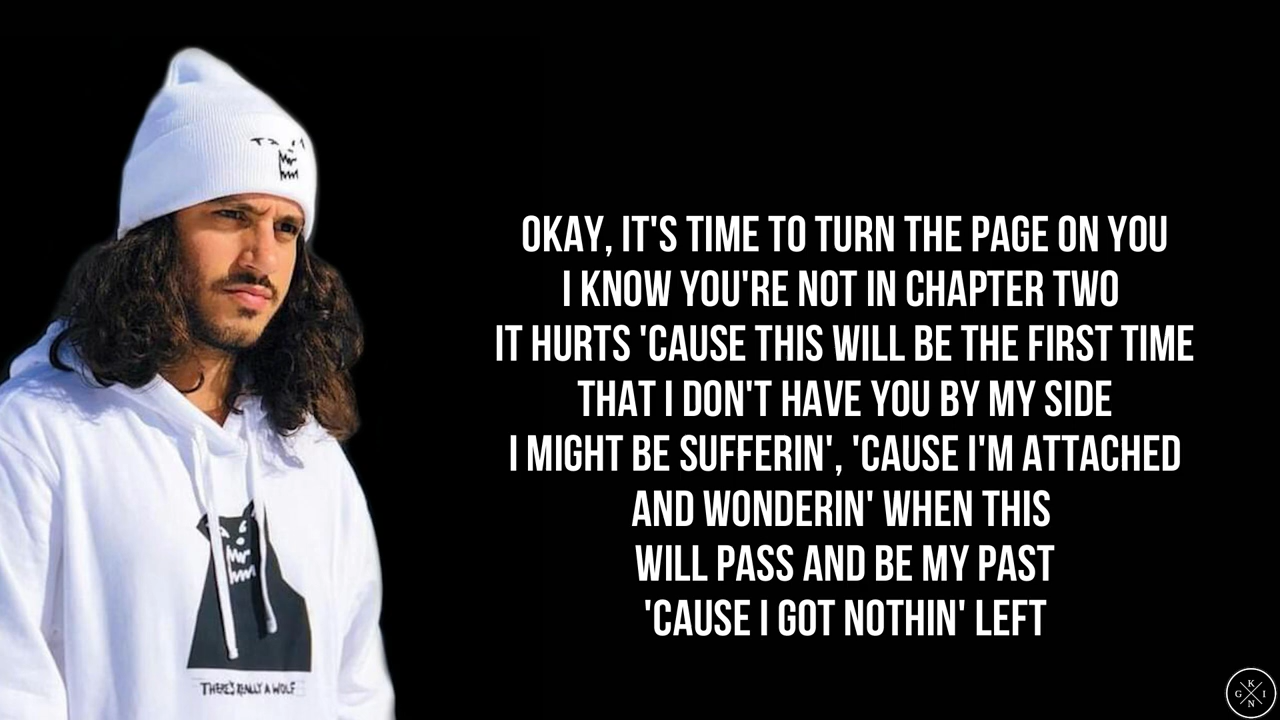 OKAY, IT'S TIME TO TURN THE PAGE ON YOU
I KNOW YOU'RE NOT IN CHAPTER TWO
IT HURTS 'CAUSE THIS WILL BE THE FIRST TIME
THAT I DON'T HAVE YOU BY MY SIDE
I MIGHT BE SUFFERIN', 'CAUSE I'M ATTACHED
AND WONDERIN' WHEN THIS
WILL PASS AND BE MY PAST
'CAUSE I GOT NOTHIN' LEFT
THERE'S REALLY A WOLF
K
G I
N